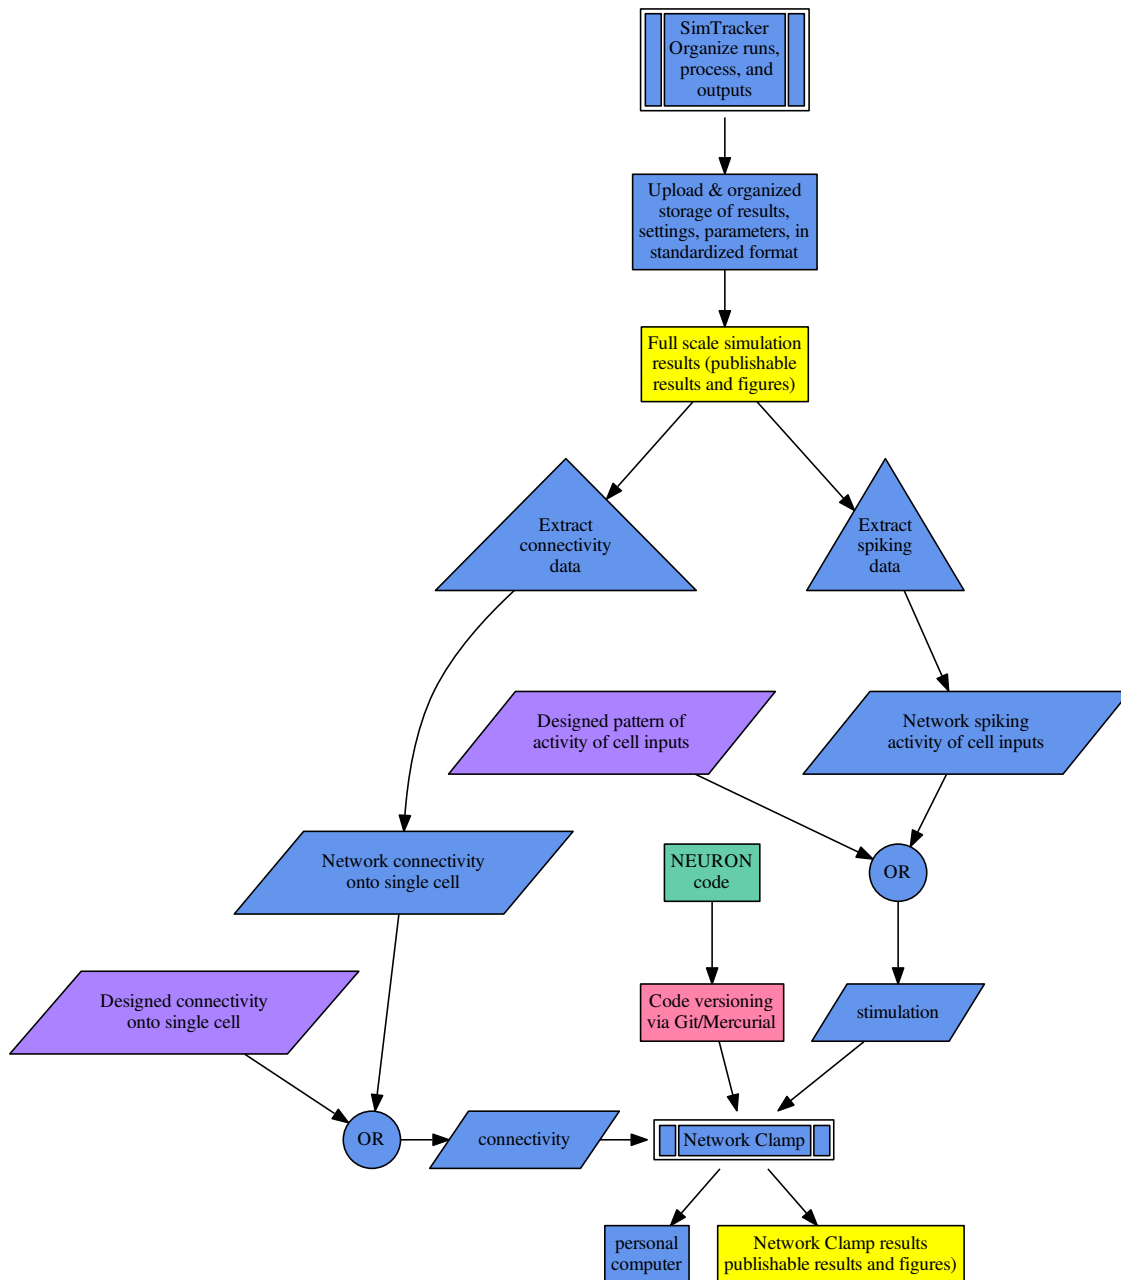 SimTracker
Organize runs,
process, and
outputs
Upload & organized
storage of results,
settings, parameters, in
standardized format
Full scale simulation
results (publishable
results and figures)
Extract
connectivity
data
Extract
spiking
data
Designed pattern of
activity of cell inputs
Network spiking
activity of cell inputs
Network connectivity
onto single cell
NEURON
code
OR
Designed connectivity
onto single cell
Code versioning
via Git/Mercurial
stimulation
OR
connectivity
Network Clamp
personal
computer
Network Clamp results
publishable results and figures)